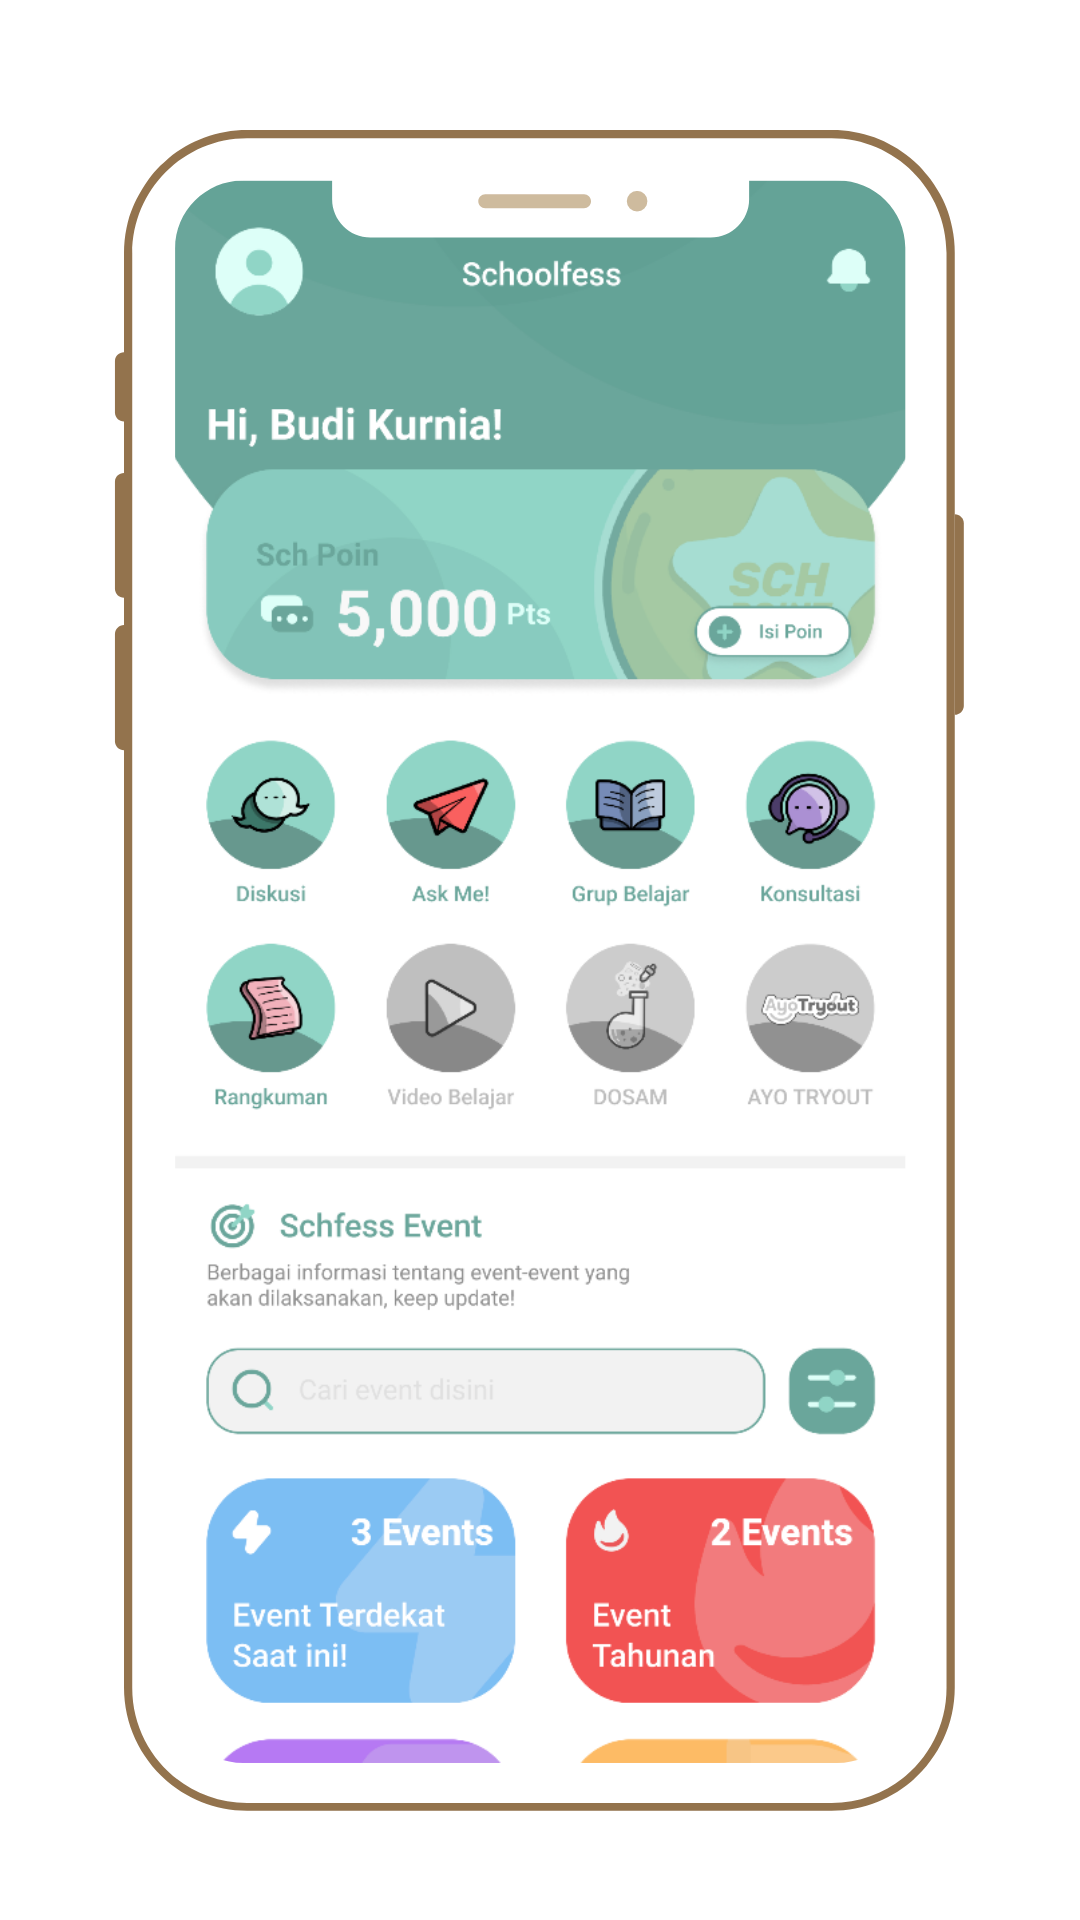 Schoolfess
Hi, Budi Kurnia!
Sch Poin
5,000 Pts
SCH
Isi Poin
Diskusi
Ask Me!
Grup Belajar
Konsultasi
AyoTryout
Rangkuman
Video Belajar
DOSAM
AYO TRYOUT
Schfess Event
Berbagai informasi tentang event-event yang
akan dilaksanakan, keep update!
Cari event disini
3 Events
Event Terdekat
Saat ini!
2 Events
Event
Tahunan